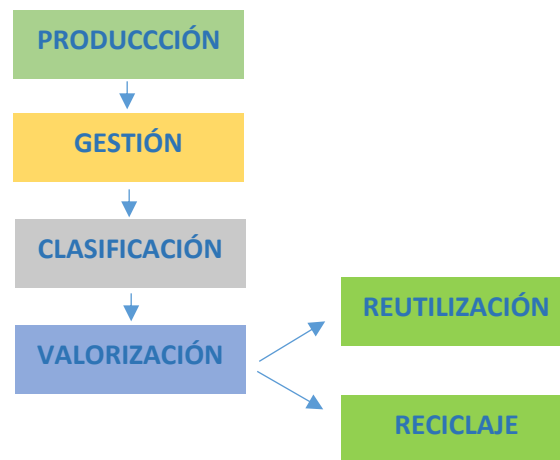 PRODUCCCIÓN
GESTIÓN
CLASIFICACIÓN
VALORIZACIÓN
REUTILIZACIÓN
RECICLAJE